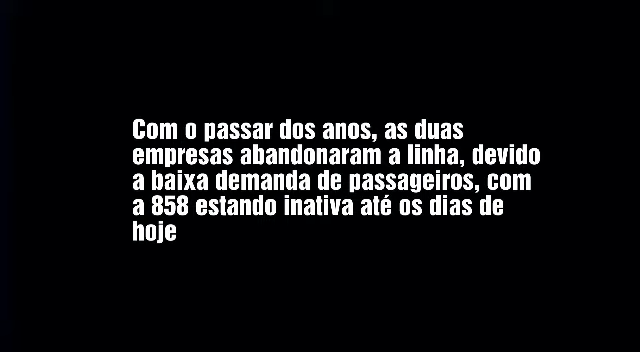 Com o passar dos anos, as duas
empresas abandonaram a linha, devido
a baixa demanda de passageiros, com
a 858 estando inativa até os dias de
hoje